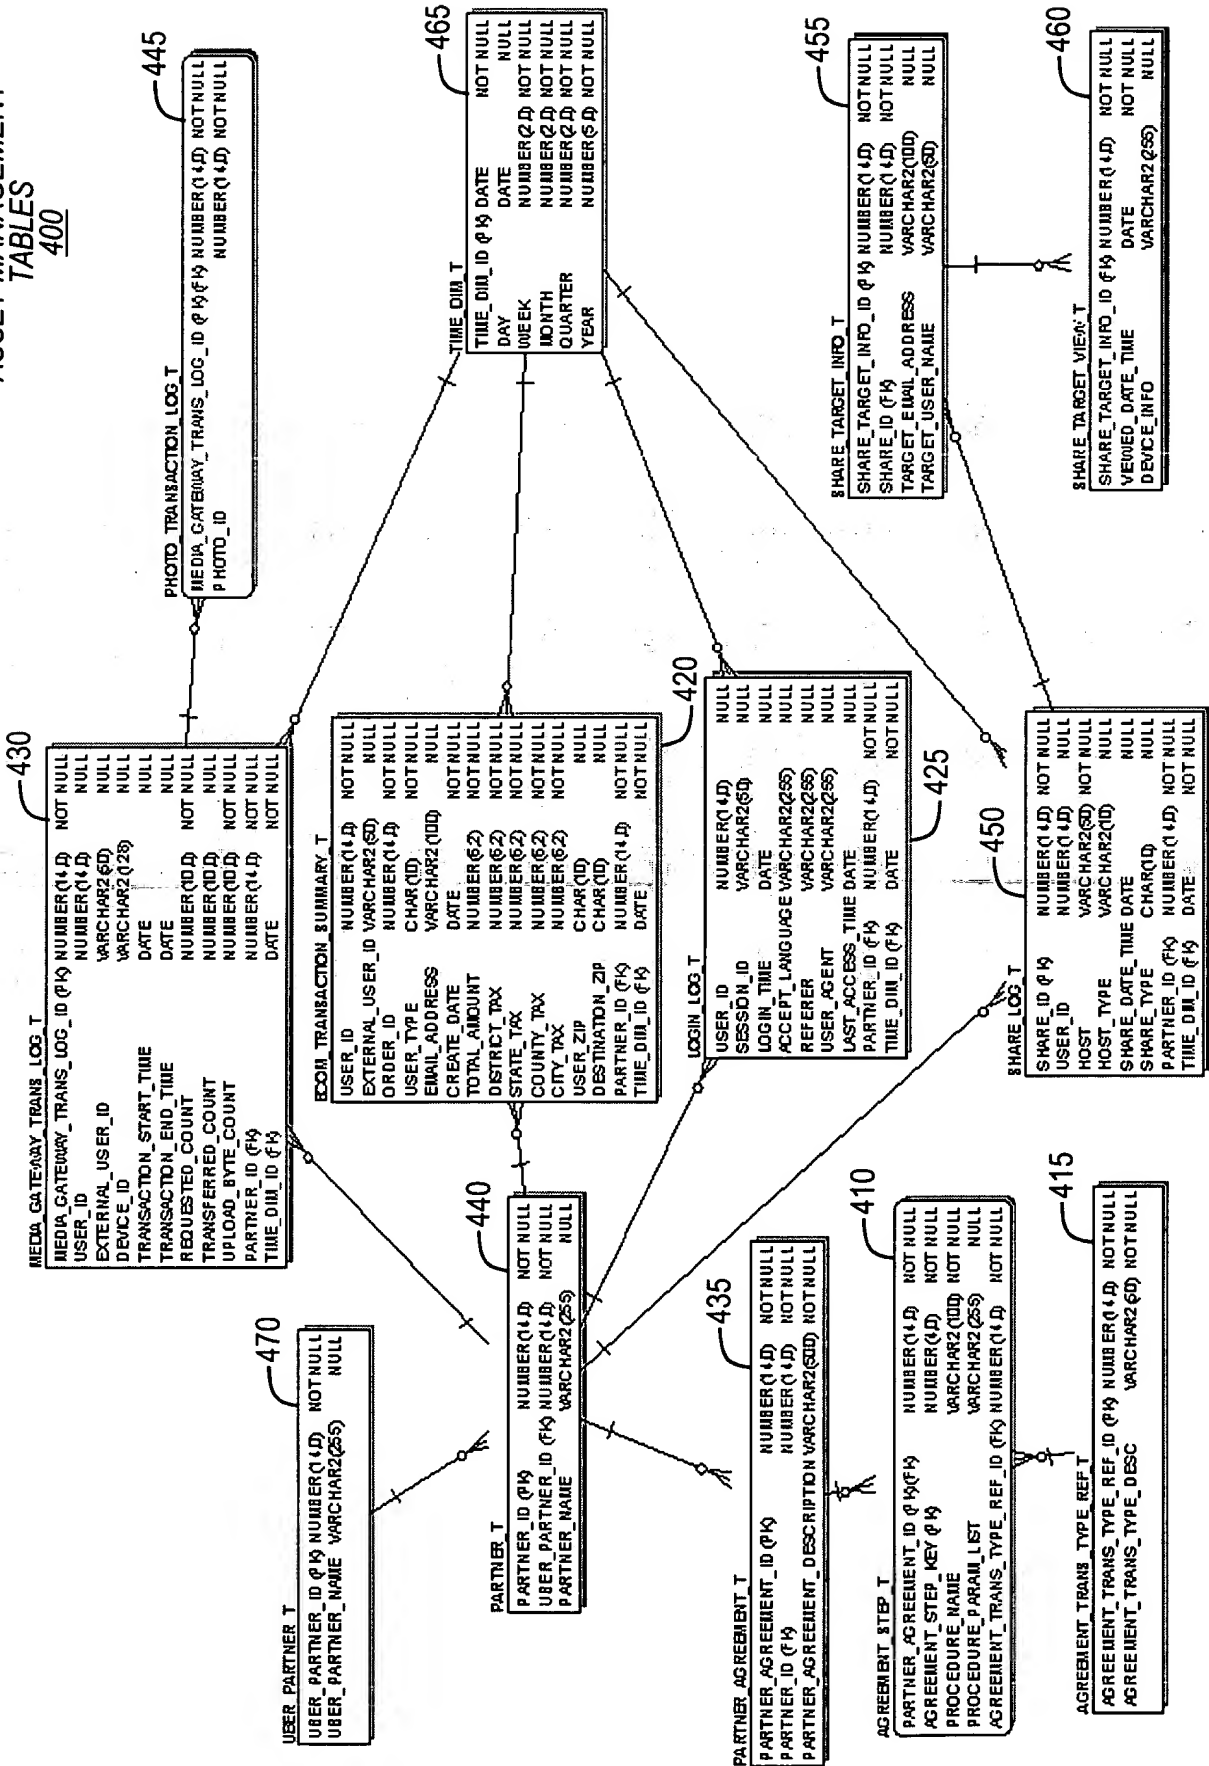 ASSET MANAGEMENT
TABLES
400
MEDIA_GATEWAY_TRANS_LOG_T
430
MEDIA_GATEWAY_TRANS_LOG_ID (PK) NUMBER(14,0) NOT NULL
USER_ID NUMBER(14,0) NULL
EXTERNAL_USER_ID VARCHAR2(50) NULL
DEVICE_ID VARCHAR2(128) NULL
TRANSACTION_START_TIME DATE NULL
TRANSACTION_END_TIME DATE NULL
REQUESTED_COUNT NUMBER(10,0) NOT NULL
TRANSFERRED_COUNT NUMBER(10,0) NULL
UPLOAD_BYTE_COUNT NUMBER(10,0) NOT NULL
PARTNER_ID (FK) NUMBER(14,0) NOT NULL
TIME_DIM_ID (FK) DATE NOT NULL
PHOTO_TRANSACTION_LOG_T
445
MEDIA_GATEWAY_TRANS_LOG_ID (PK)(FK) NUMBER(14,0) NOT NULL
PHOTO_ID NUMBER(14,0) NOT NULL
UBER_PARTNER_T
470
UBER_PARTNER_ID (PK) NUMBER(14,0) NOT NULL
UBER_PARTNER_NAME VARCHAR2(255) NULL
ECOM_TRANSACTION_SUMMARY_T
420
USER_ID NUMBER(14,0) NOT NULL
EXTERNAL_USER_ID VARCHAR2(50) NULL
ORDER_ID NUMBER(14,0) NOT NULL
USER_TYPE CHAR(10) NOT NULL
EMAIL_ADDRESS VARCHAR2(100) NULL
CREATE_DATE DATE NOT NULL
TOTAL_AMOUNT NUMBER(6,2) NOT NULL
DISTRICT_TAX NUMBER(6,2) NOT NULL
STATE_TAX NUMBER(6,2) NOT NULL
COUNTY_TAX NUMBER(6,2) NOT NULL
CITY_TAX NUMBER(6,2) NOT NULL
USER_ZIP CHAR(10) NULL
DESTINATION_ZIP CHAR(10) NULL
PARTNER_ID (FK) NUMBER(14,0) NOT NULL
TIME_DIM_ID (FK) DATE NOT NULL
TIME_DIM_T
465
TIME_DIM_ID (PK) DATE NOT NULL
DAY DATE NULL
WEEK NUMBER(2,0) NOT NULL
MONTH NUMBER(2,0) NOT NULL
QUARTER NUMBER(2,0) NOT NULL
YEAR NUMBER(5,0) NOT NULL
PARTNER_T
440
PARTNER_ID (PK) NUMBER(14,0) NOT NULL
UBER_PARTNER_ID (FK) NUMBER(14,0) NOT NULL
PARTNER_NAME VARCHAR2(255) NULL
LOGIN_LOG_T
425
USER_ID NUMBER(14,0) NULL
SESSION_ID VARCHAR2(50) NULL
LOGIN_TIME DATE NULL
ACCEPT_LANGUAGE VARCHAR2(255) NULL
REFERER VARCHAR2(255) NULL
USER_AGENT VARCHAR2(255) NULL
LAST_ACCESS_TIME DATE NULL
PARTNER_ID (FK) NUMBER(14,0) NOT NULL
TIME_DIM_ID (FK) DATE NOT NULL
PARTNER_AGREEMENT_T
435
PARTNER_AGREEMENT_ID (PK) NUMBER(14,0) NOT NULL
PARTNER_ID (FK) NUMBER(14,0) NOT NULL
PARTNER_AGREEMENT_DESCRIPTION VARCHAR2(500) NOT NULL
SHARE_TARGET_INFO_T
455
SHARE_TARGET_INFO_ID (PK) NUMBER(14,0) NOT NULL
SHARE_ID (FK) NUMBER(14,0) NOT NULL
TARGET_EMAIL_ADDRESS VARCHAR2(100) NULL
TARGET_USER_NAME VARCHAR2(50) NULL
AGREEMENT_STEP_T
410
PARTNER_AGREEMENT_ID (PK)(FK) NUMBER(14,0) NOT NULL
AGREEMENT_STEP_KEY (PK) NUMBER(4,0) NOT NULL
PROCEDURE_NAME VARCHAR2(100) NOT NULL
PROCEDURE_PARAM_LIST VARCHAR2(255) NULL
AGREEMENT_TRANS_TYPE_REF_ID (FK) NUMBER(14,0) NOT NULL
SHARE_LOG_T
450
SHARE_ID (PK) NUMBER(14,0) NOT NULL
USER_ID NUMBER(14,0) NULL
HOST VARCHAR2(50) NOT NULL
HOST_TYPE VARCHAR2(10) NULL
SHARE_DATE_TIME DATE NULL
SHARE_TYPE CHAR(10) NULL
PARTNER_ID (FK) NUMBER(14,0) NOT NULL
TIME_DIM_ID (FK) DATE NOT NULL
SHARE_TARGET_VIEW_T
460
SHARE_TARGET_INFO_ID (FK) NUMBER(14,0) NOT NULL
VIEWED_DATE_TIME DATE NOT NULL
DEVICE_INFO VARCHAR2(255) NULL
AGREEMENT_TRANS_TYPE_REF_T
415
AGREEMENT_TRANS_TYPE_REF_ID (PK) NUMBER(14,0) NOT NULL
AGREEMENT_TRANS_TYPE_DESC VARCHAR2(50) NOT NULL